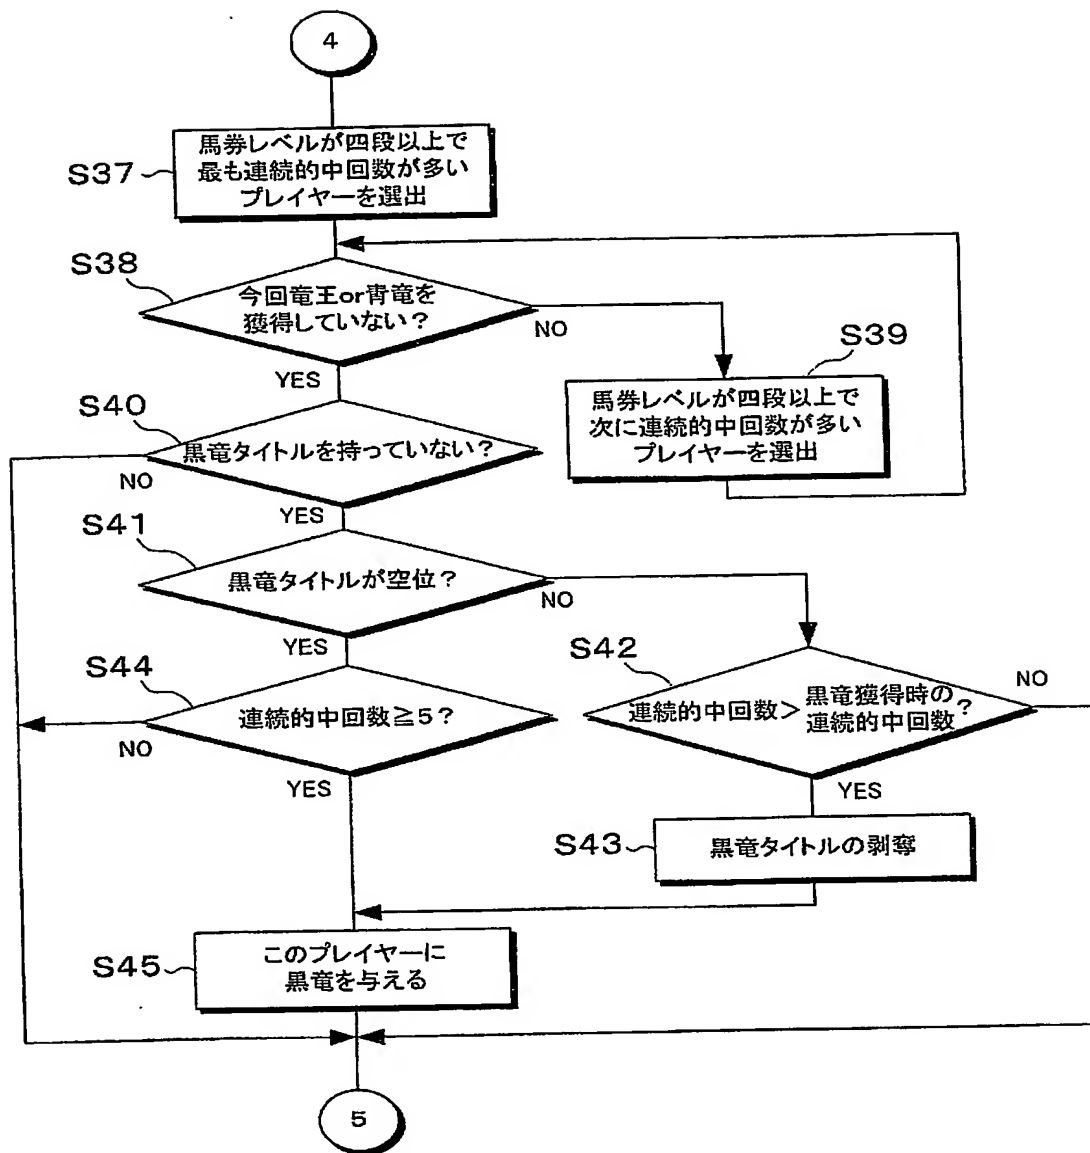 4
S37
馬券レベルが四段以上で
最も連続的中回数が多い
プレイヤーを選出
S38
今回竜王or青竜を
獲得していない？
NO
YES
S39
馬券レベルが四段以上で
次に連続的中回数が多い
プレイヤーを選出
S40
黒竜タイトルを持っていない？
NO
YES
S41
黒竜タイトルが空位？
NO
YES
S42
連続的中回数＞黒竜獲得時の連続的中回数？
NO
YES
S44
連続的中回数≧5？
NO
YES
S43
黒竜タイトルの剥奪
S45
このプレイヤーに
黒竜を与える
5